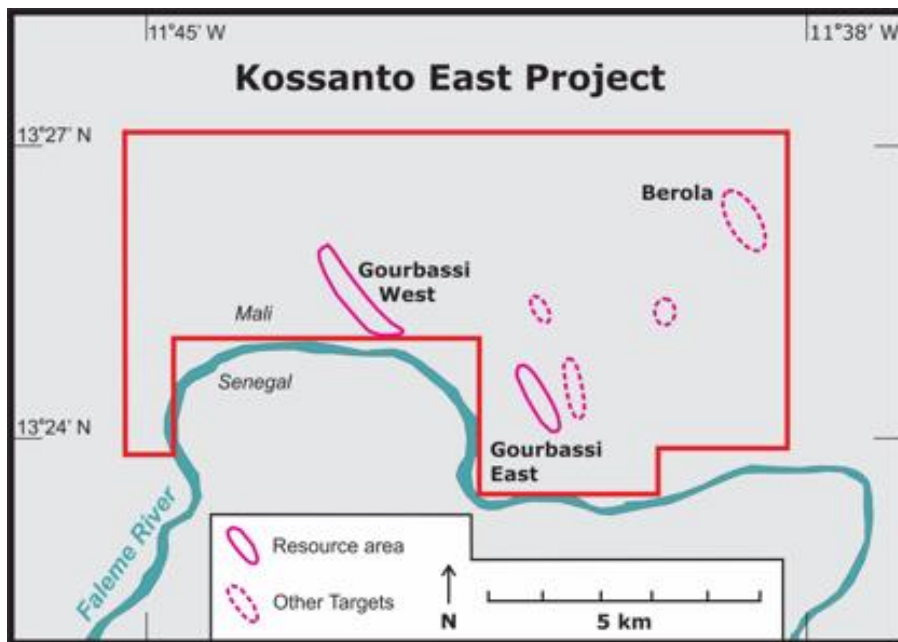 11°45' W
11°38' W
Kossanto East Project
13°27' N
Berola
Gourbassi
West
Mali
Senegal
13°24' N
Gourbassi
East
Faleme River
Resource area
Other Targets
N
5 km